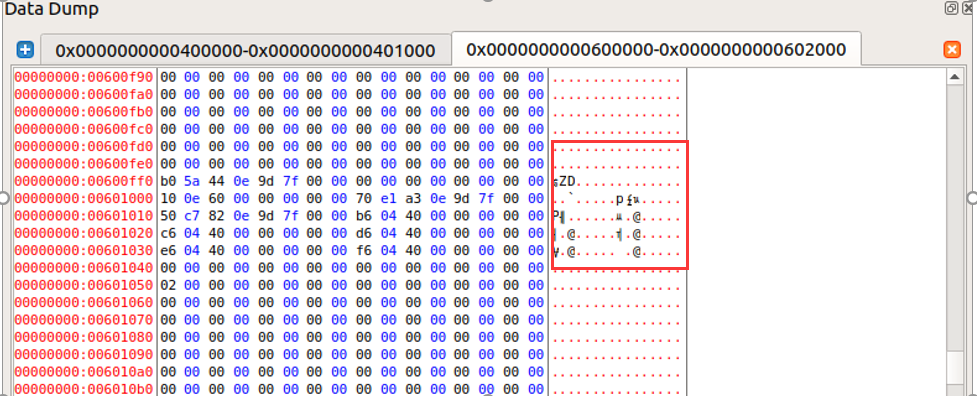 Data Dump
0x0000000000400000-0x0000000000401000 0x0000000000600000-0x0000000000602000
00000000:00600f90 00 00 00 00 00 00 00 00 00 00 00 00 00 00 00 00 ................
00000000:00600fa0 00 00 00 00 00 00 00 00 00 00 00 00 00 00 00 00 ................
00000000:00600fb0 00 00 00 00 00 00 00 00 00 00 00 00 00 00 00 00 ................
00000000:00600fc0 00 00 00 00 00 00 00 00 00 00 00 00 00 00 00 00 ................
00000000:00600fd0 00 00 00 00 00 00 00 00 00 00 00 00 00 00 00 00 ................
00000000:00600fe0 00 00 00 00 00 00 00 00 00 00 00 00 00 00 00 00 ................
00000000:00600ff0 b0 5a 44 0e 9d 7f 00 00 00 00 00 00 00 00 00 00 ZD.............
00000000:00601000 10 0e 60 00 00 00 00 00 70 e1 a3 0e 9d 7f 00 00 ..`.....p
00000000:00601010 50 c7 82 0e 9d 7f 00 00 b6 04 40 00 00 00 00 00 P .@.....
00000000:00601020 c6 04 40 00 00 00 00 00 d6 04 40 00 00 00 00 00 .@..... .@.....
00000000:00601030 e6 04 40 00 00 00 00 00 f6 04 40 00 00 00 00 00 .@..... .@.....
00000000:00601040 00 00 00 00 00 00 00 00 00 00 00 00 00 00 00 00 ................
00000000:00601050 02 00 00 00 00 00 00 00 00 00 00 00 00 00 00 00 ................
00000000:00601060 00 00 00 00 00 00 00 00 00 00 00 00 00 00 00 00 ................
00000000:00601070 00 00 00 00 00 00 00 00 00 00 00 00 00 00 00 00 ................
00000000:00601080 00 00 00 00 00 00 00 00 00 00 00 00 00 00 00 00 ................
00000000:00601090 00 00 00 00 00 00 00 00 00 00 00 00 00 00 00 00 ................
00000000:006010a0 00 00 00 00 00 00 00 00 00 00 00 00 00 00 00 00 ................
00000000:006010b0 00 00 00 00 00 00 00 00 00 00 00 00 00 00 00 00 ................